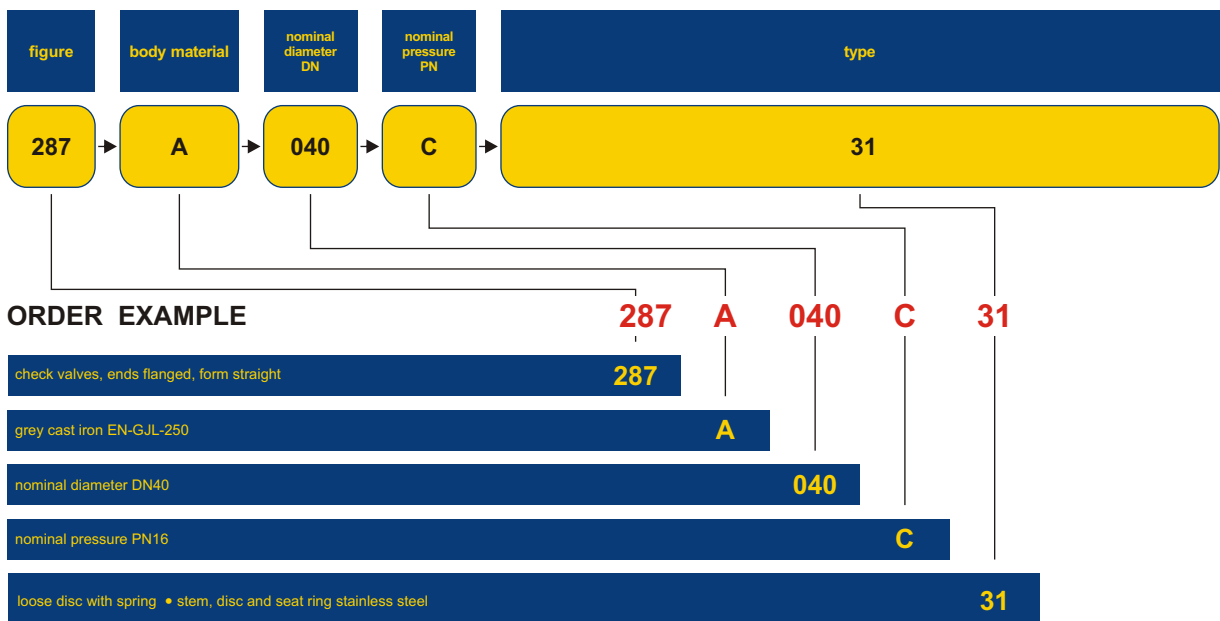 figure
body material
nominal
diameter
DN
nominal
pressure
PN
type
287
A
040
C
31
ORDER EXAMPLE
287 A 040 C 31
check valves, ends flanged, form straight 287
grey cast iron EN-GJL-250 A
nominal diameter DN40 040
nominal pressure PN16 C
loose disc with spring • stem, disc and seat ring stainless steel 31